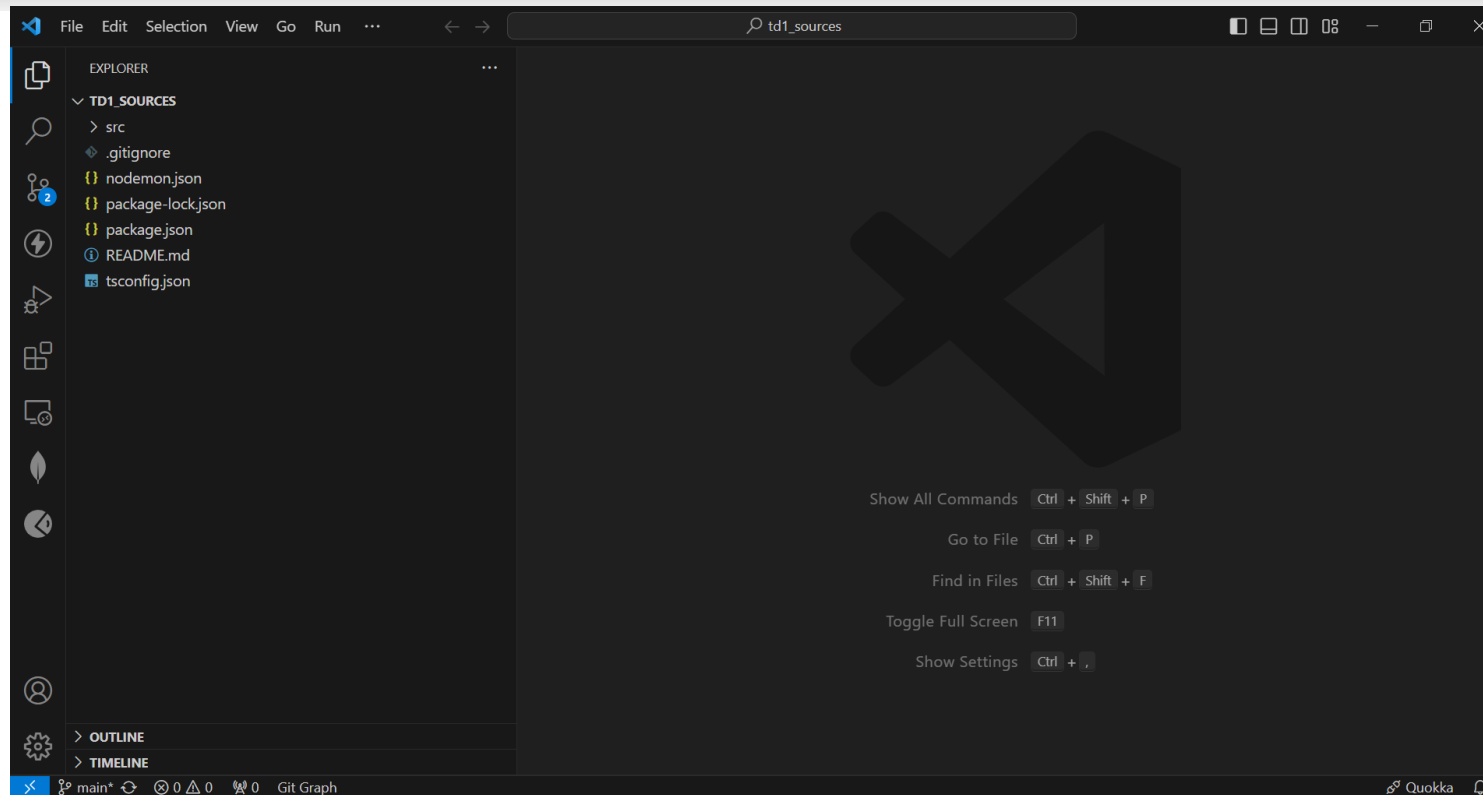 File Edit Selection View Go Run ··· ← → td1_sources
EXPLORER ···
TD1_SOURCES
src
.gitignore
{} nodemon.json
{} package-lock.json
2
{} package.json
README.md
TS tsconfig.json
Show All Commands Ctrl + Shift + P
Go to File Ctrl + P
Find in Files Ctrl + Shift + F
Toggle Full Screen F11
Show Settings Ctrl + ,
OUTLINE
TIMELINE
main* 0 0 0 Git Graph Quokka